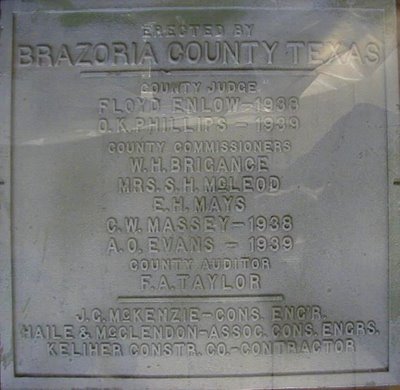 ERECTED BY
BRAZORIA COUNTY TEXAS
COUNTY JUDGE
FLOYD ENLOW-1938
O.K. PHILLIPS - 1939
COUNTY COMMISSIONERS
W.H. BRIGANCE
MRS. S.H. McLEOD
E.H. MAYS
C.W. MASSEY-1938
A.O. EVANS - 1939
COUNTY AUDITOR
F.A. TAYLOR
J.C. McKENZIE-CONS. ENG'R.
HAILE & McCLENDON-ASSOC. CONS. ENGRS.
KELIHER CONSTR. CO.-CONTRACTOR